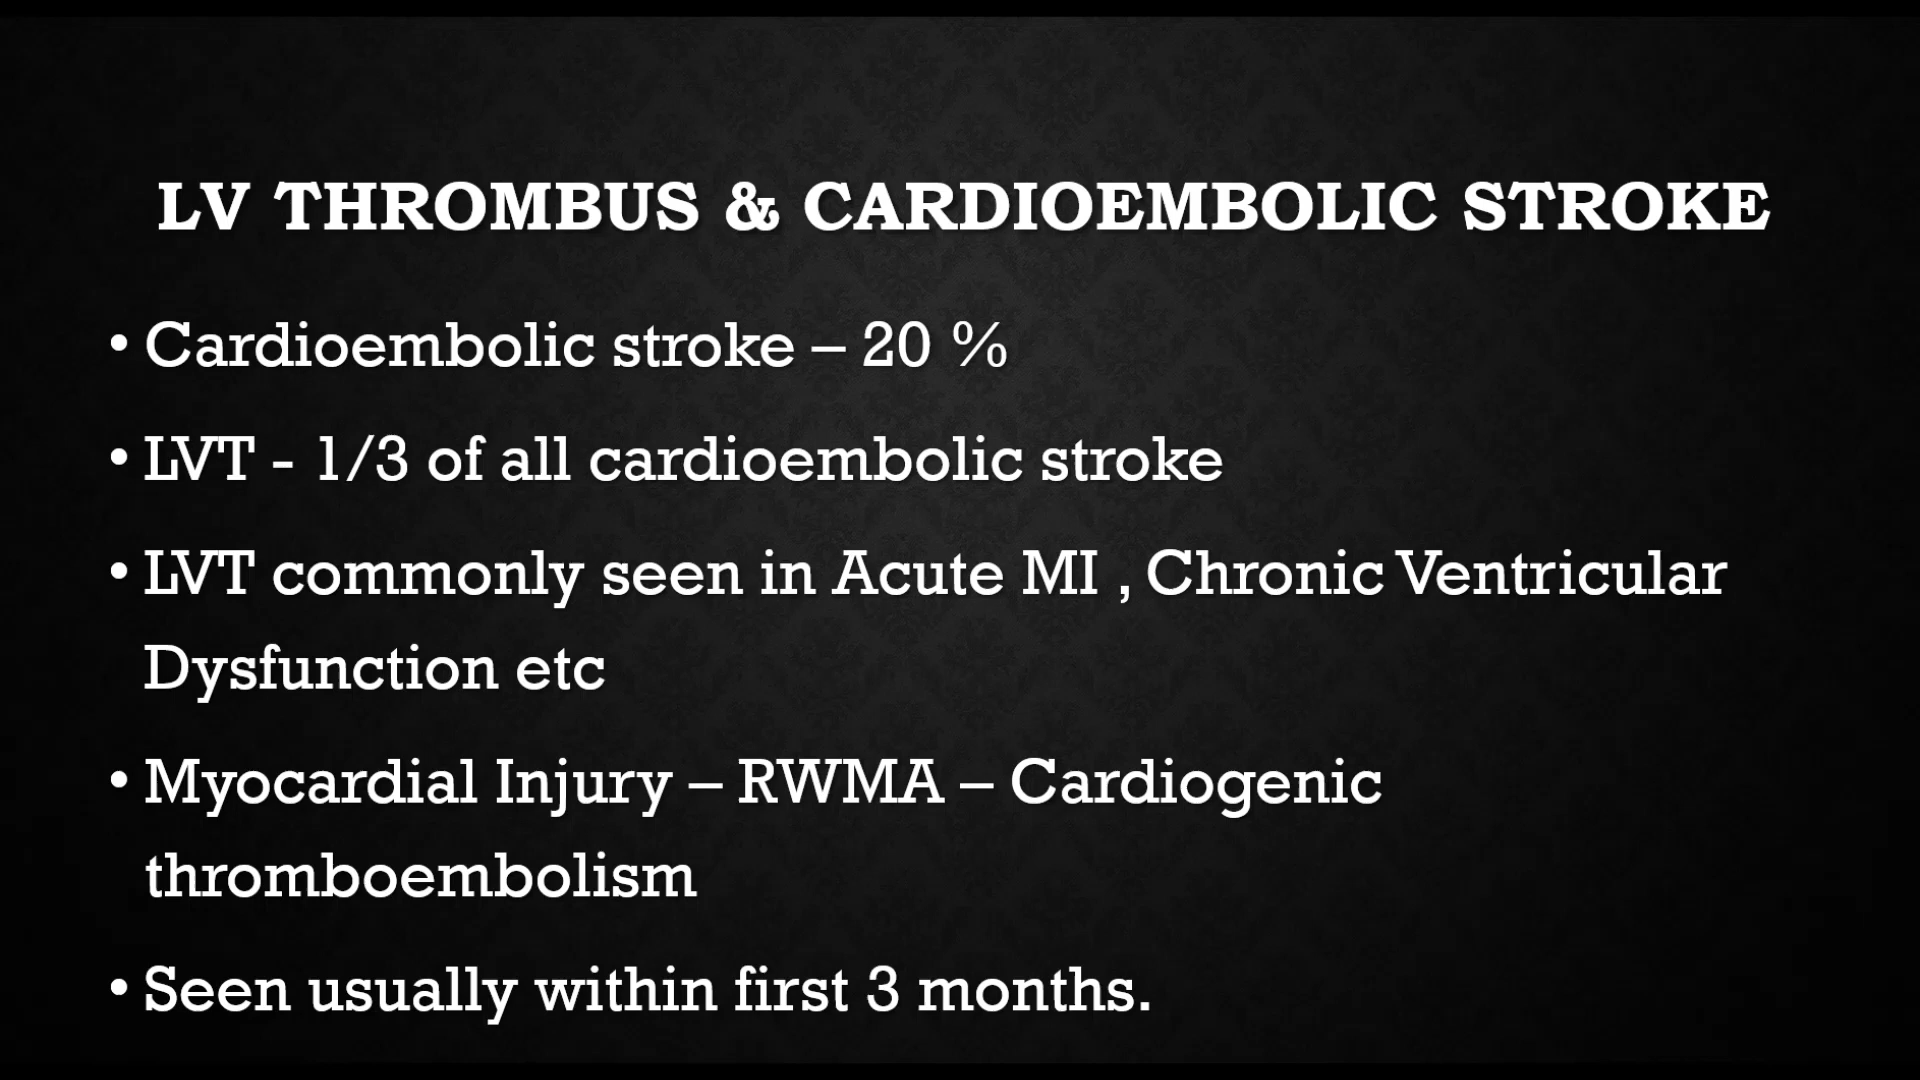 LV THROMBUS & CARDIOEMBOLIC STROKE
• Cardioembolic stroke – 20 %
• LVT - 1/3 of all cardioembolic stroke
• LVT commonly seen in Acute MI , Chronic Ventricular
Dysfunction etc
• Myocardial Injury – RWMA – Cardiogenic
thromboembolism
• Seen usually within first 3 months.